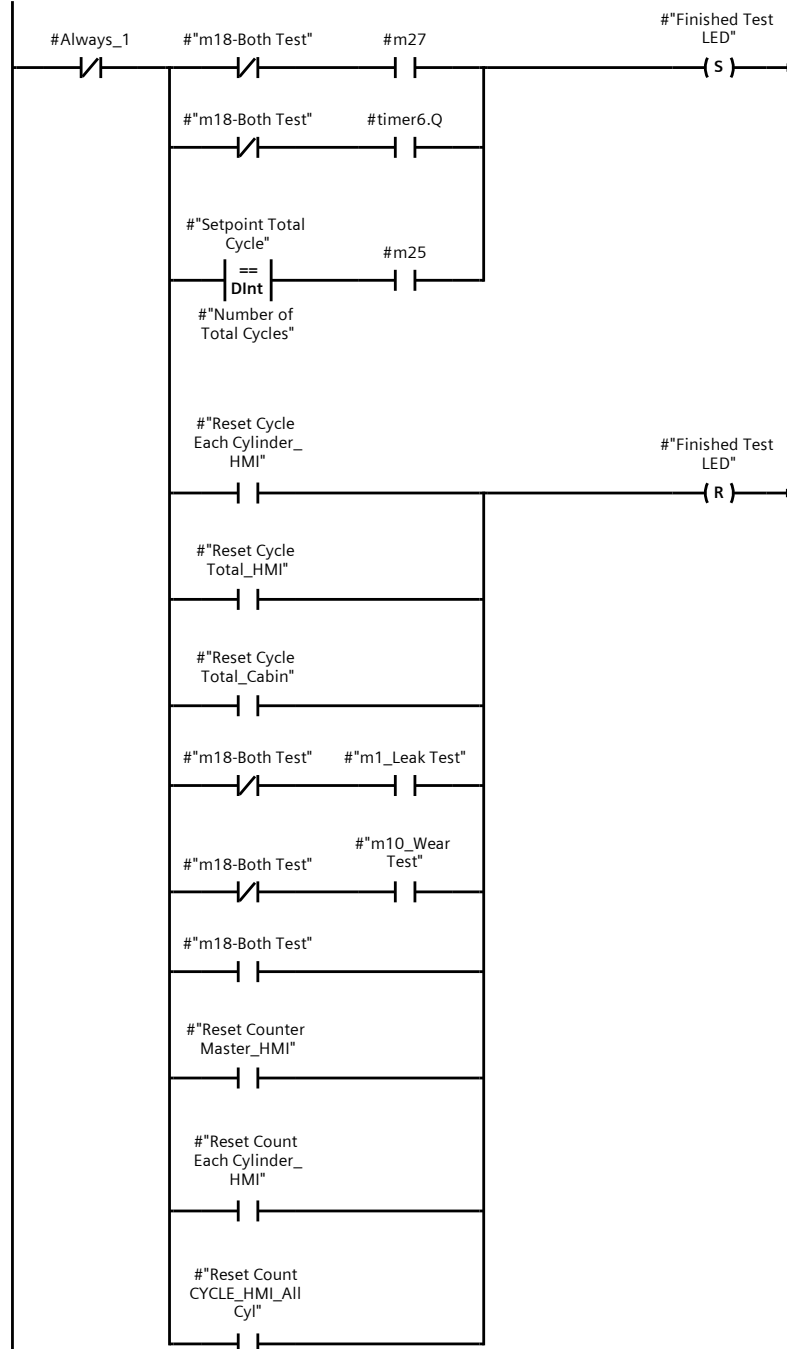 #Always_1
#"m18-Both Test"
#m27
#"Finished Test
LED"
S
#"m18-Both Test"
#timer6.Q
#"Setpoint Total
Cycle"
==
DInt
#"Number of
Total Cycles"
#m25
#"Reset Cycle
Each Cylinder_
HMI"
#"Finished Test
LED"
R
#"Reset Cycle
Total_HMI"
#"Reset Cycle
Total_Cabin"
#"m18-Both Test"
#"m1_Leak Test"
#"m18-Both Test"
#"m10_Wear
Test"
#"m18-Both Test"
#"Reset Counter
Master_HMI"
#"Reset Count
Each Cylinder_
HMI"
#"Reset Count
CYCLE_HMI_All
Cyl"